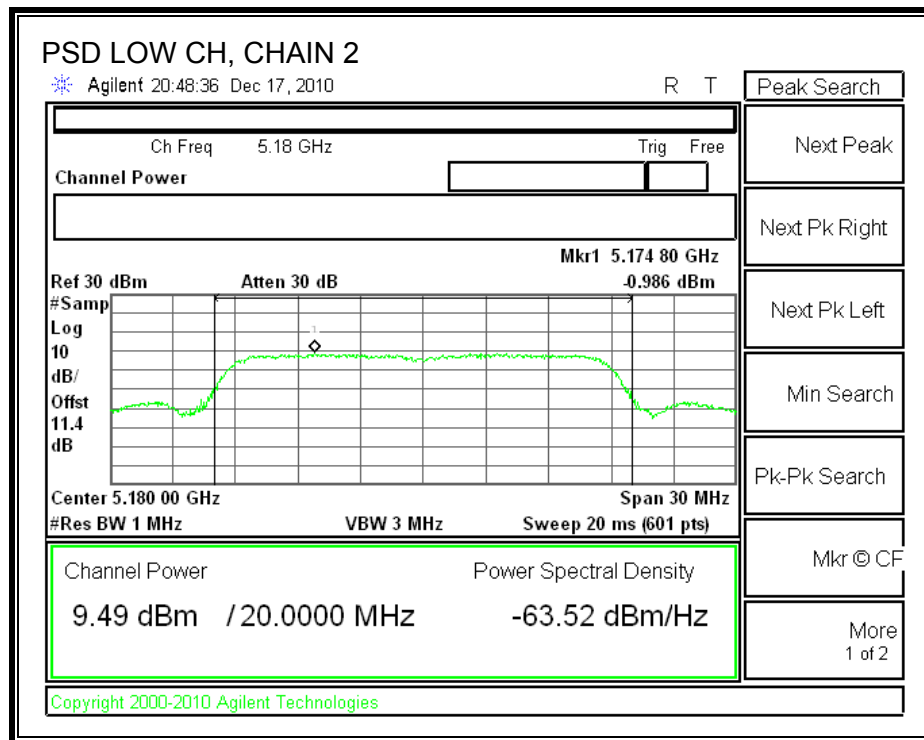 PSD LOW CH, CHAIN 2
Agilent 20:48:36 Dec 17, 2010
R T
Peak Search
Ch Freq 5.18 GHz
Trig Free
Next Peak
Channel Power
Next Pk Right
Mkr1 5.174 80 GHz
Ref 30 dBm Atten 30 dB -0.986 dBm
#Samp
Log
10
dB/
Offst
11.4
dB
1
Next Pk Left
Min Search
Pk-Pk Search
Center 5.180 00 GHz Span 30 MHz
#Res BW 1 MHz VBW 3 MHz Sweep 20 ms (601 pts)
Mkr © CF
Channel Power Power Spectral Density
9.49 dBm / 20.0000 MHz -63.52 dBm/Hz
More
1 of 2
Copyright 2000-2010 Agilent Technologies